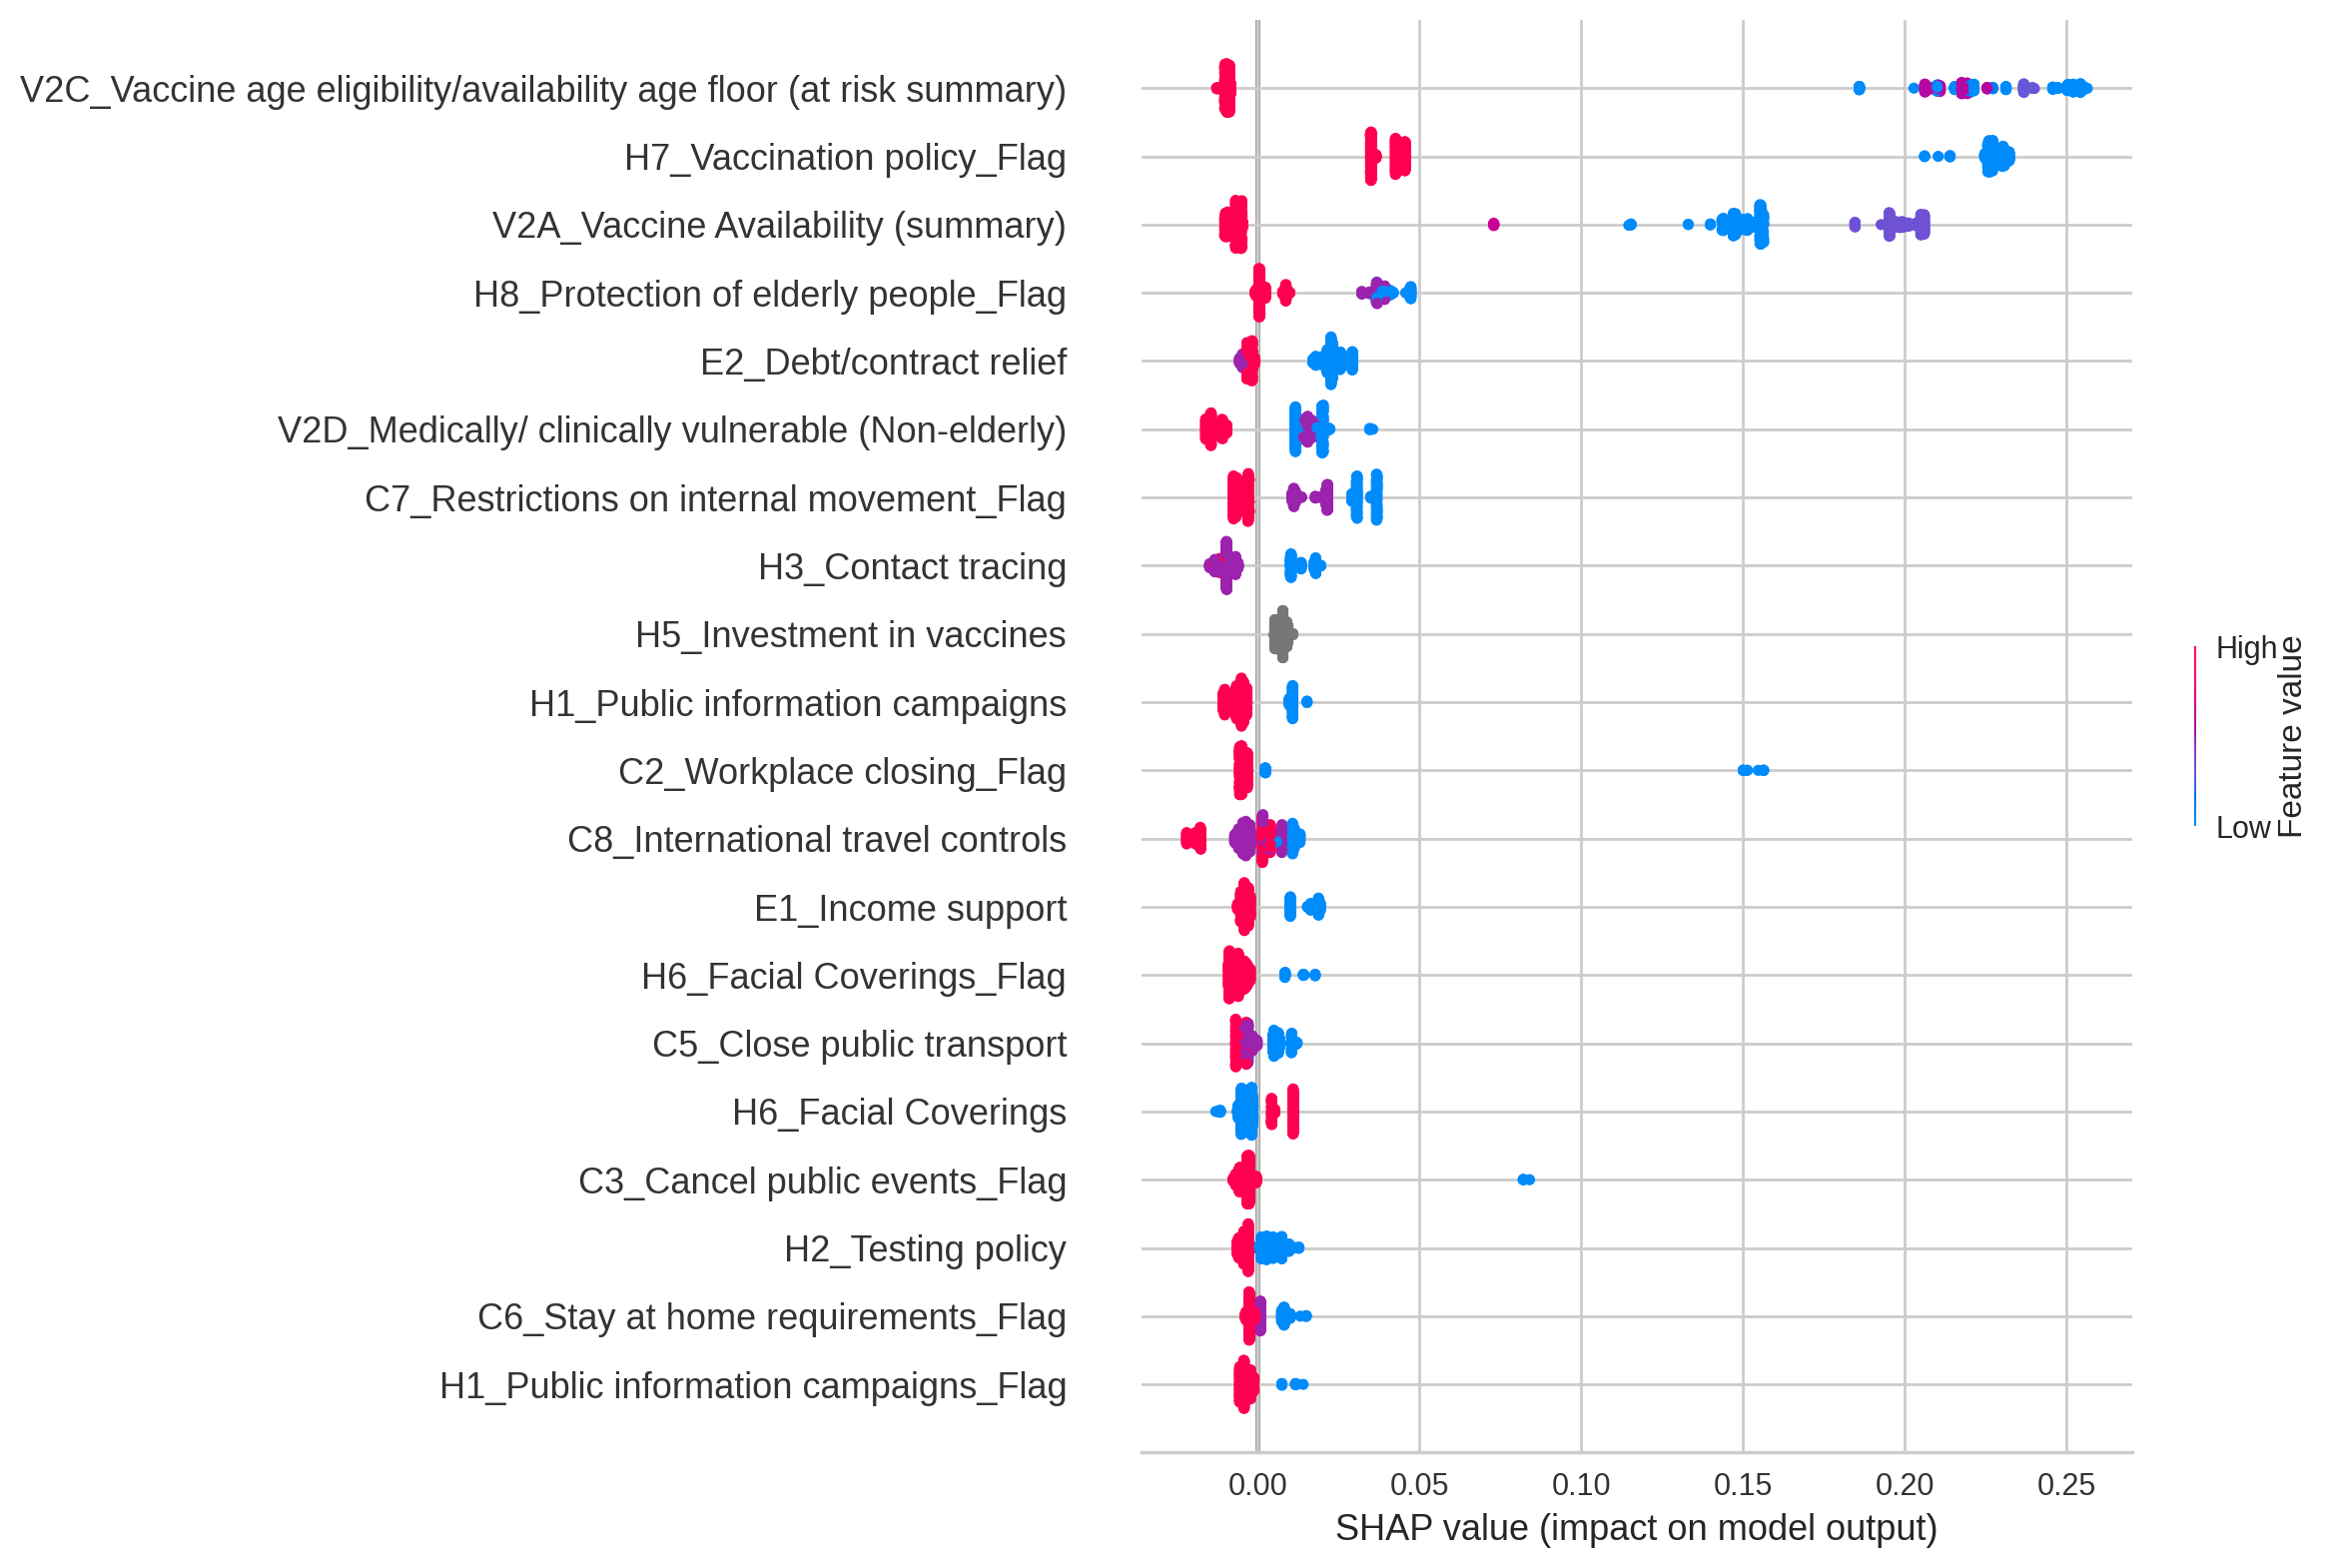 V2C_Vaccine age eligibility/availability age floor (at risk summary)
H7_Vaccination policy_Flag
V2A_Vaccine Availability (summary)
H8_Protection of elderly people_Flag
E2_Debt/contract relief
V2D_Medically/ clinically vulnerable (Non-elderly)
C7_Restrictions on internal movement_Flag
H3_Contact tracing
H5_Investment in vaccines
H1_Public information campaigns
C2_Workplace closing_Flag
C8_International travel controls
E1_Income support
H6_Facial Coverings_Flag
C5_Close public transport
H6_Facial Coverings
C3_Cancel public events_Flag
H2_Testing policy
C6_Stay at home requirements_Flag
H1_Public information campaigns_Flag
0.00 0.05 0.10 0.15 0.20 0.25
SHAP value (impact on model output)
High
Low
Feature value